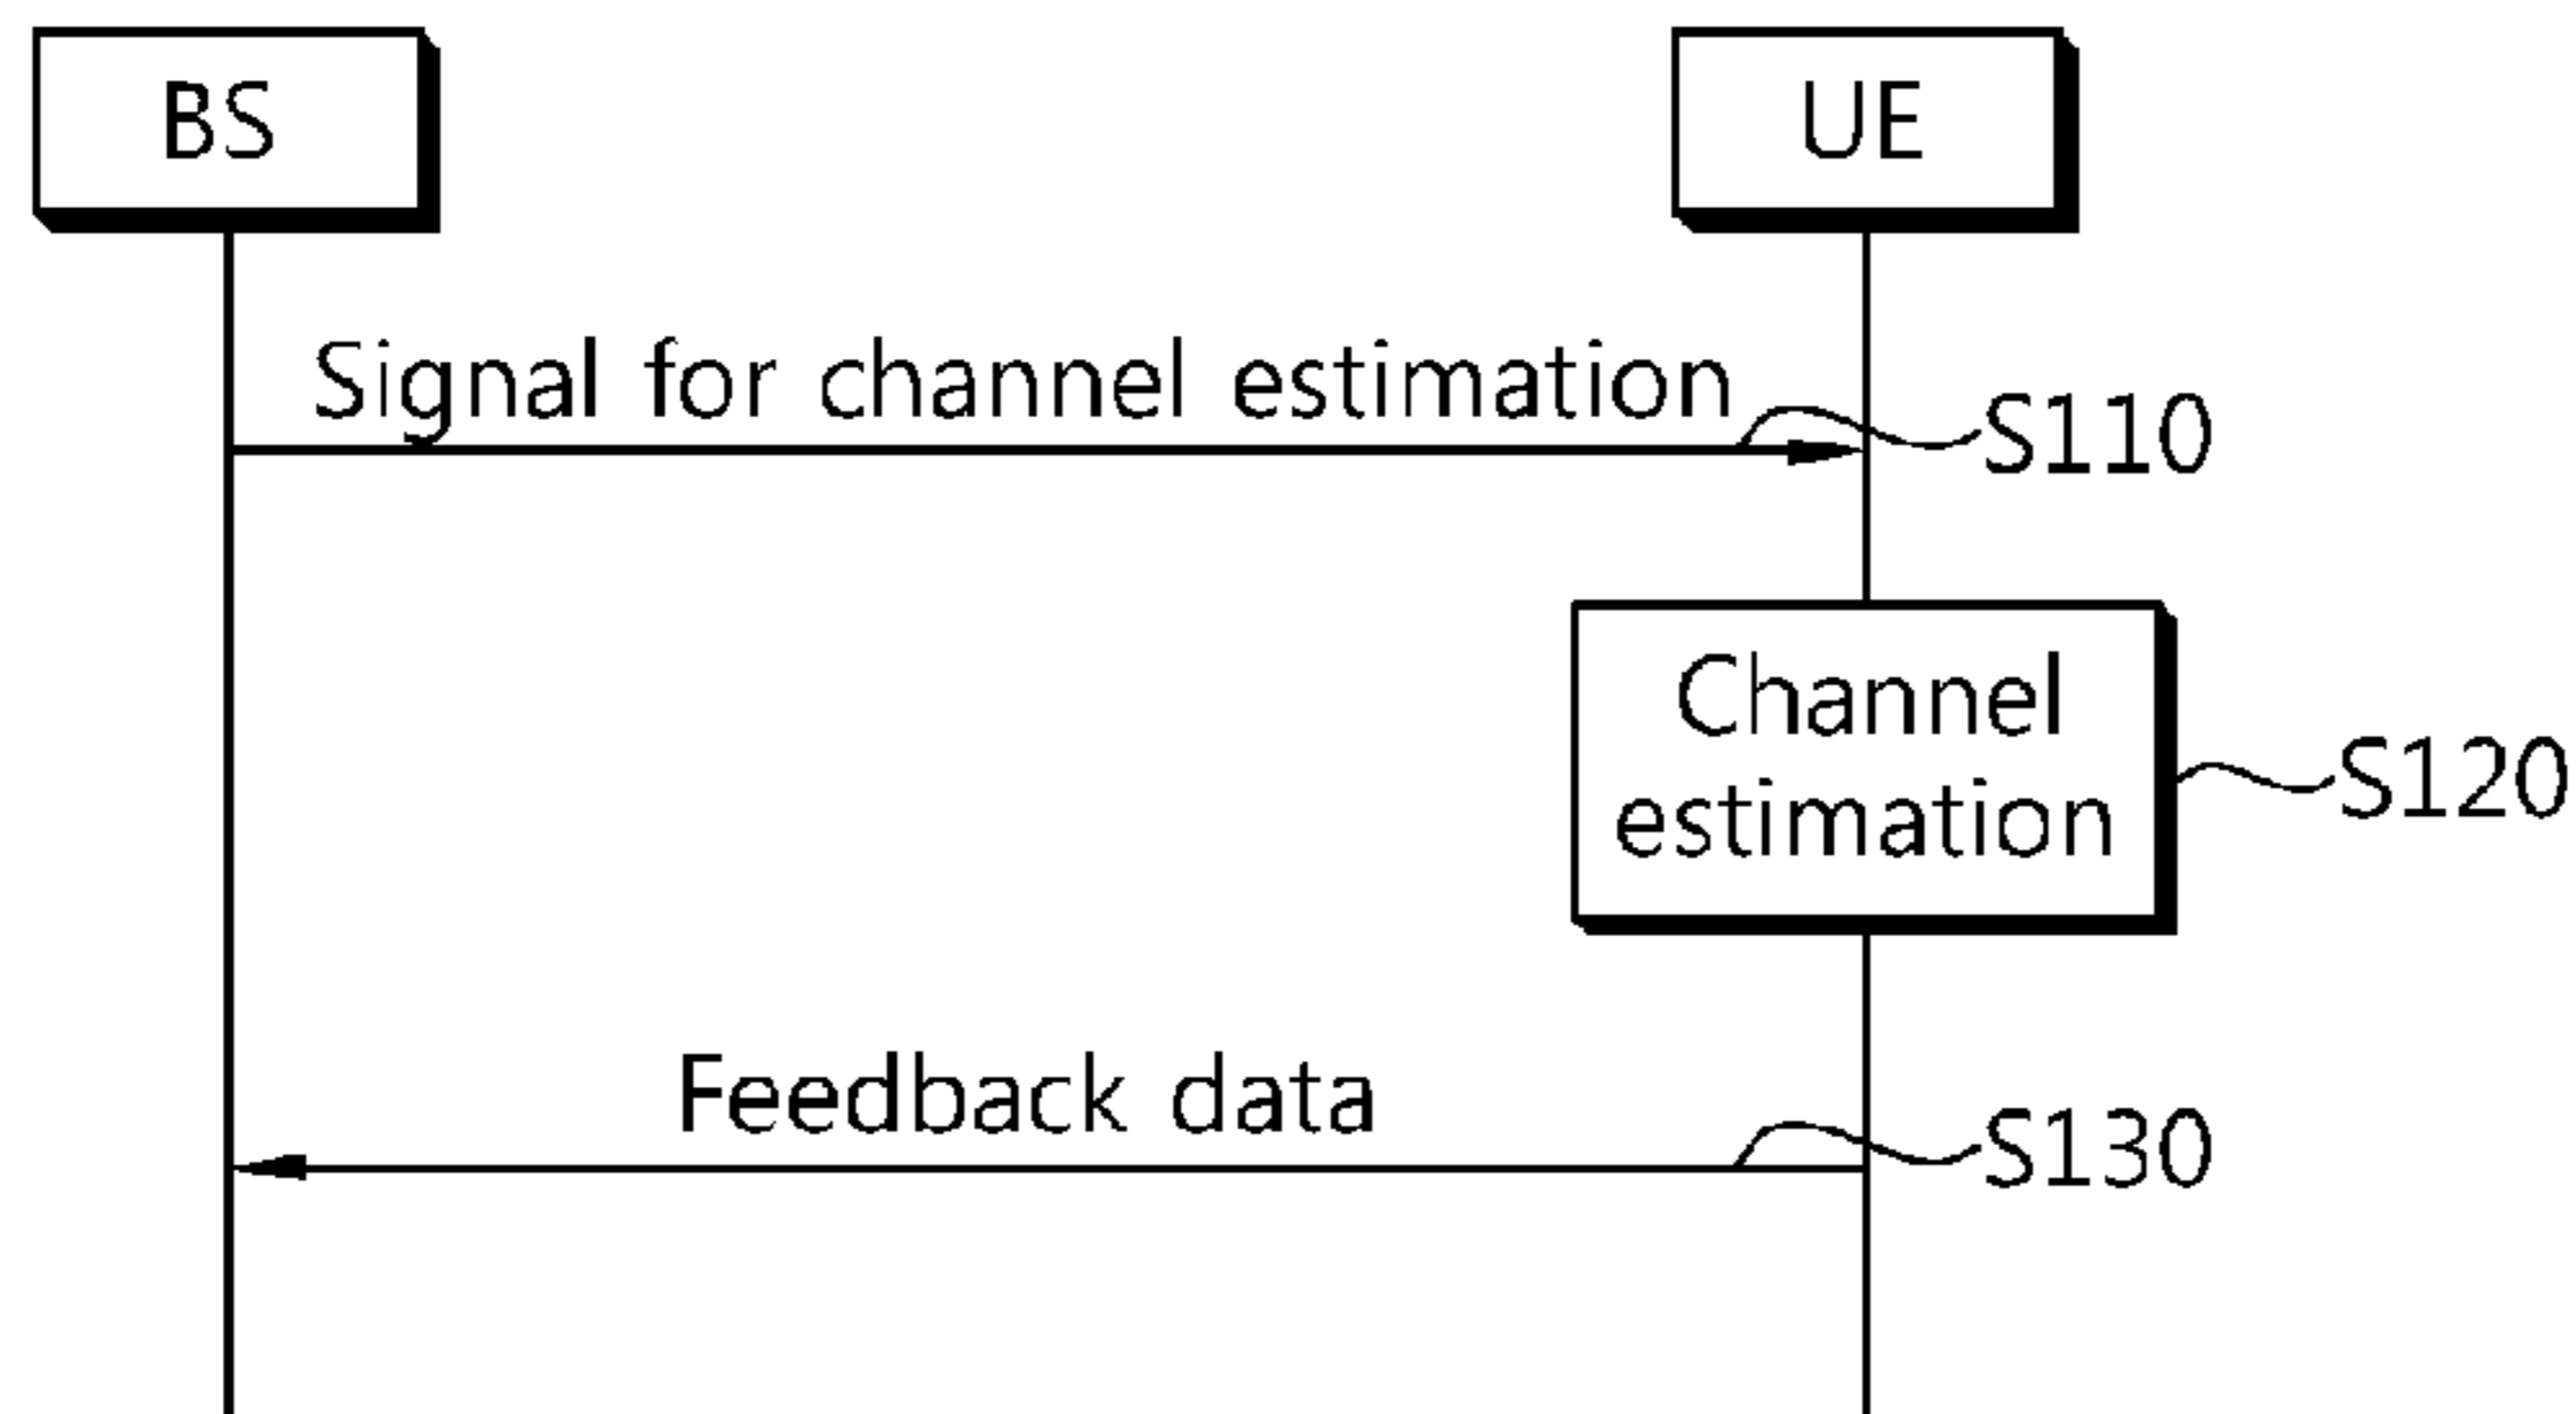 BS
UE
Signal for channel estimation
S110
Channel
estimation
S120
Feedback data
S130